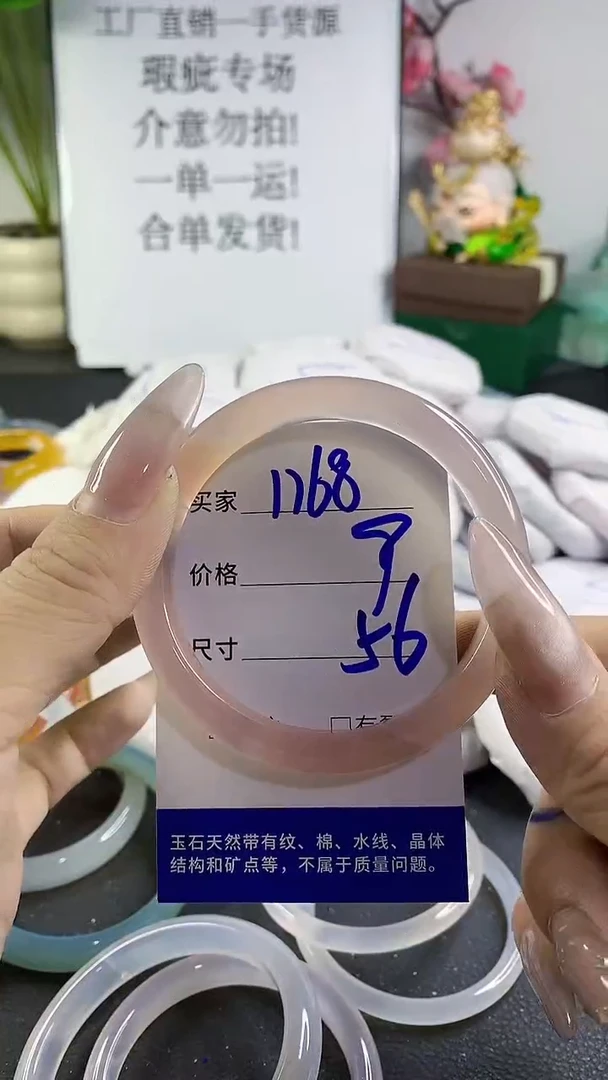 工厂直销一手货源
瑕疵专场
介意勿拍!
一单一运!
合单发货!
买家 1768
价格
尺寸 56
玉石天然带有纹、棉、水线、晶体
结构和矿点等，不属于质量问题。